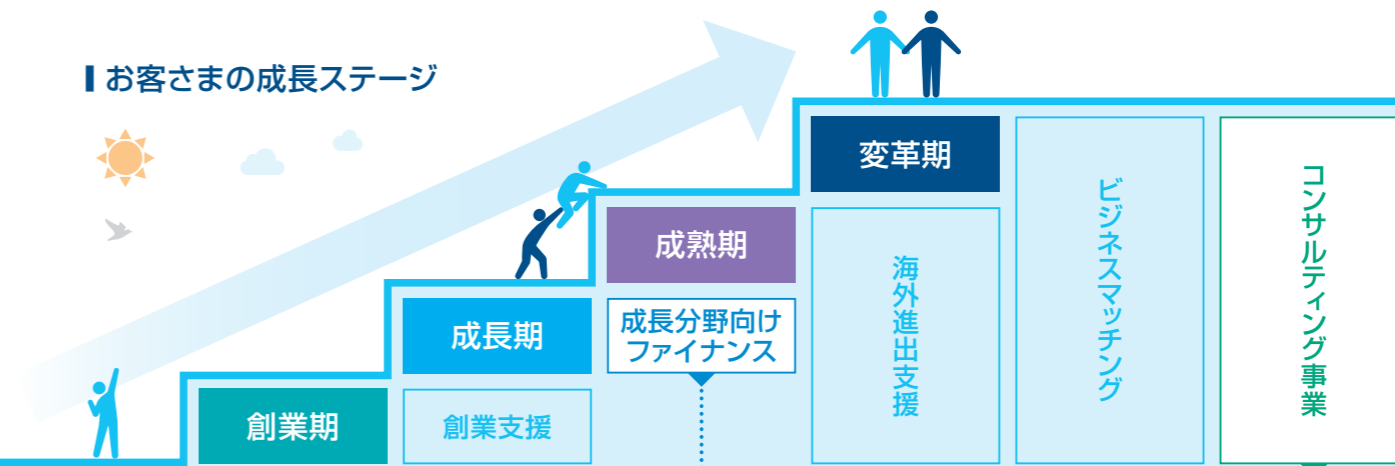 お客さまの成長ステージ
変革期
成熟期
成長期
創業期
創業支援
成長分野向け
ファイナンス
海外進出支援
ビジネスマッチング
コンサルティング事業